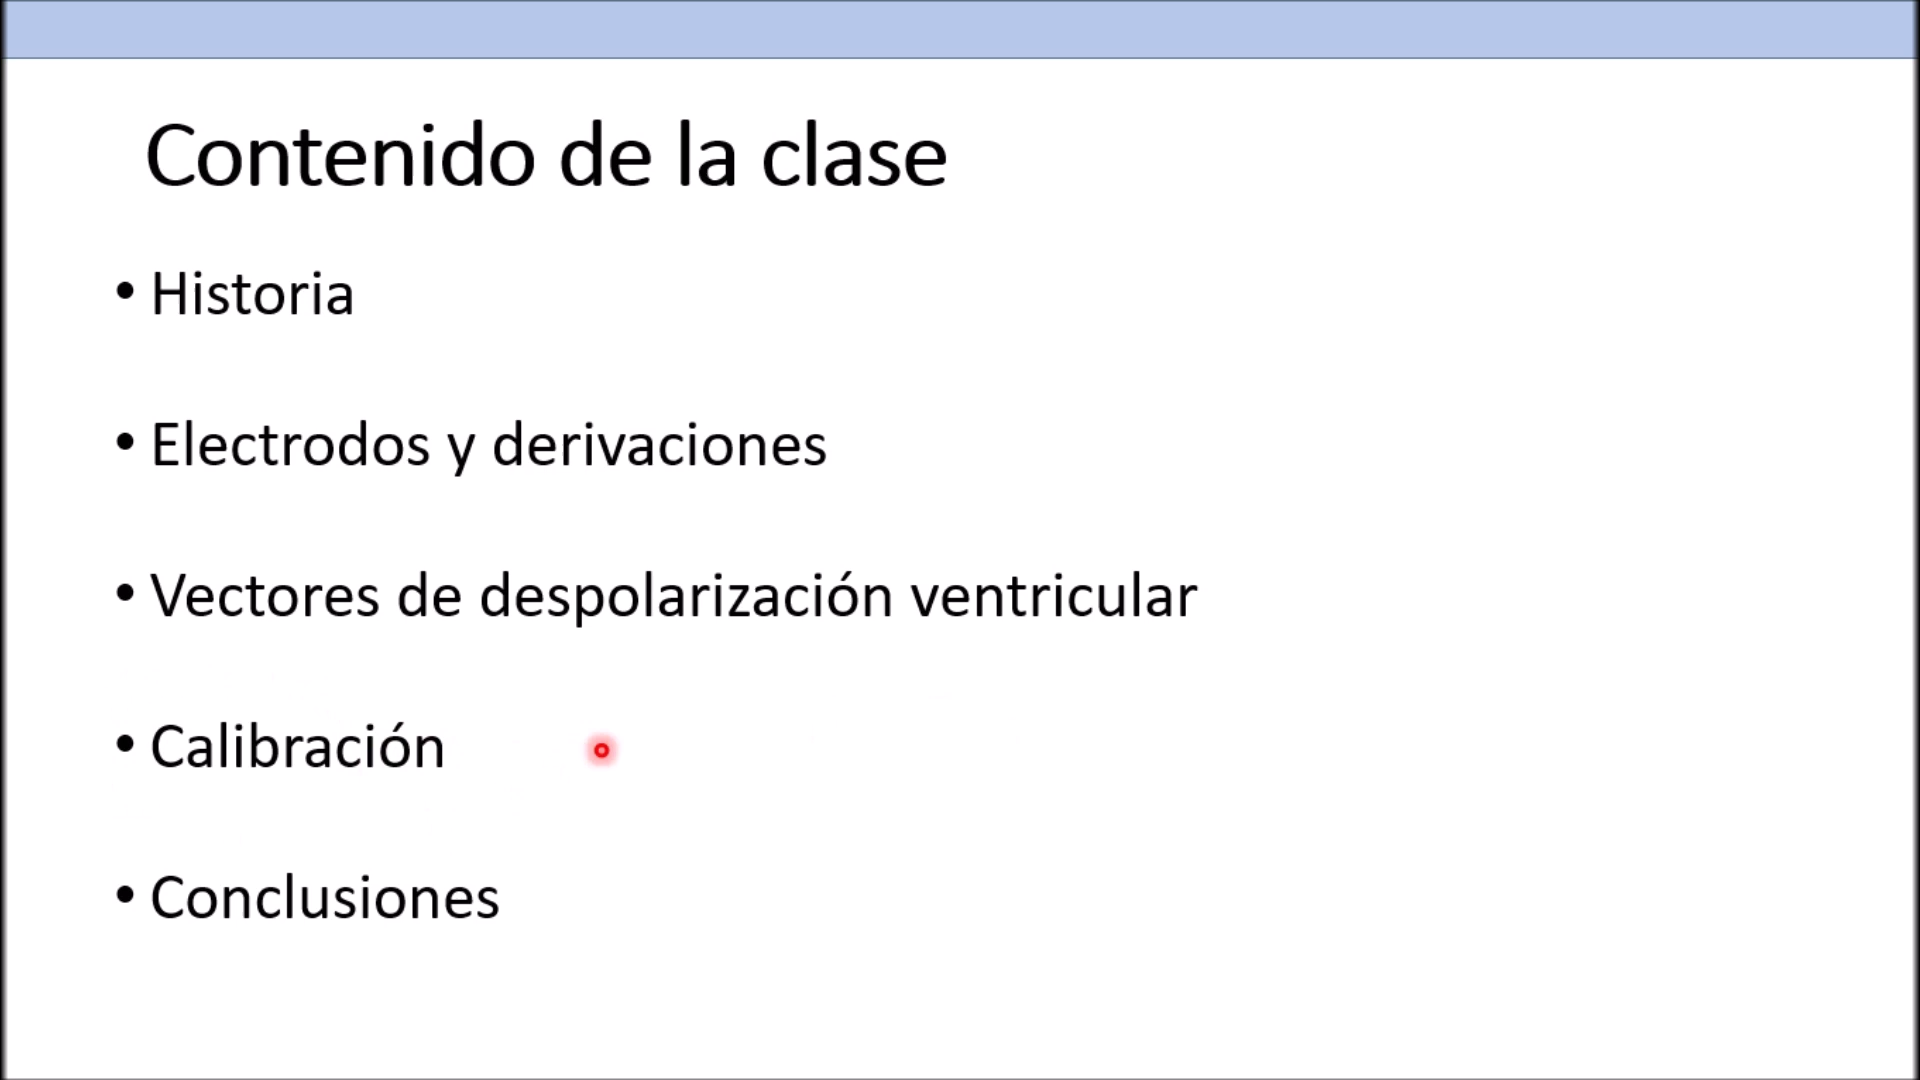 Contenido de la clase
• Historia
• Electrodos y derivaciones
• Vectores de despolarización ventricular
• Calibración
• Conclusiones